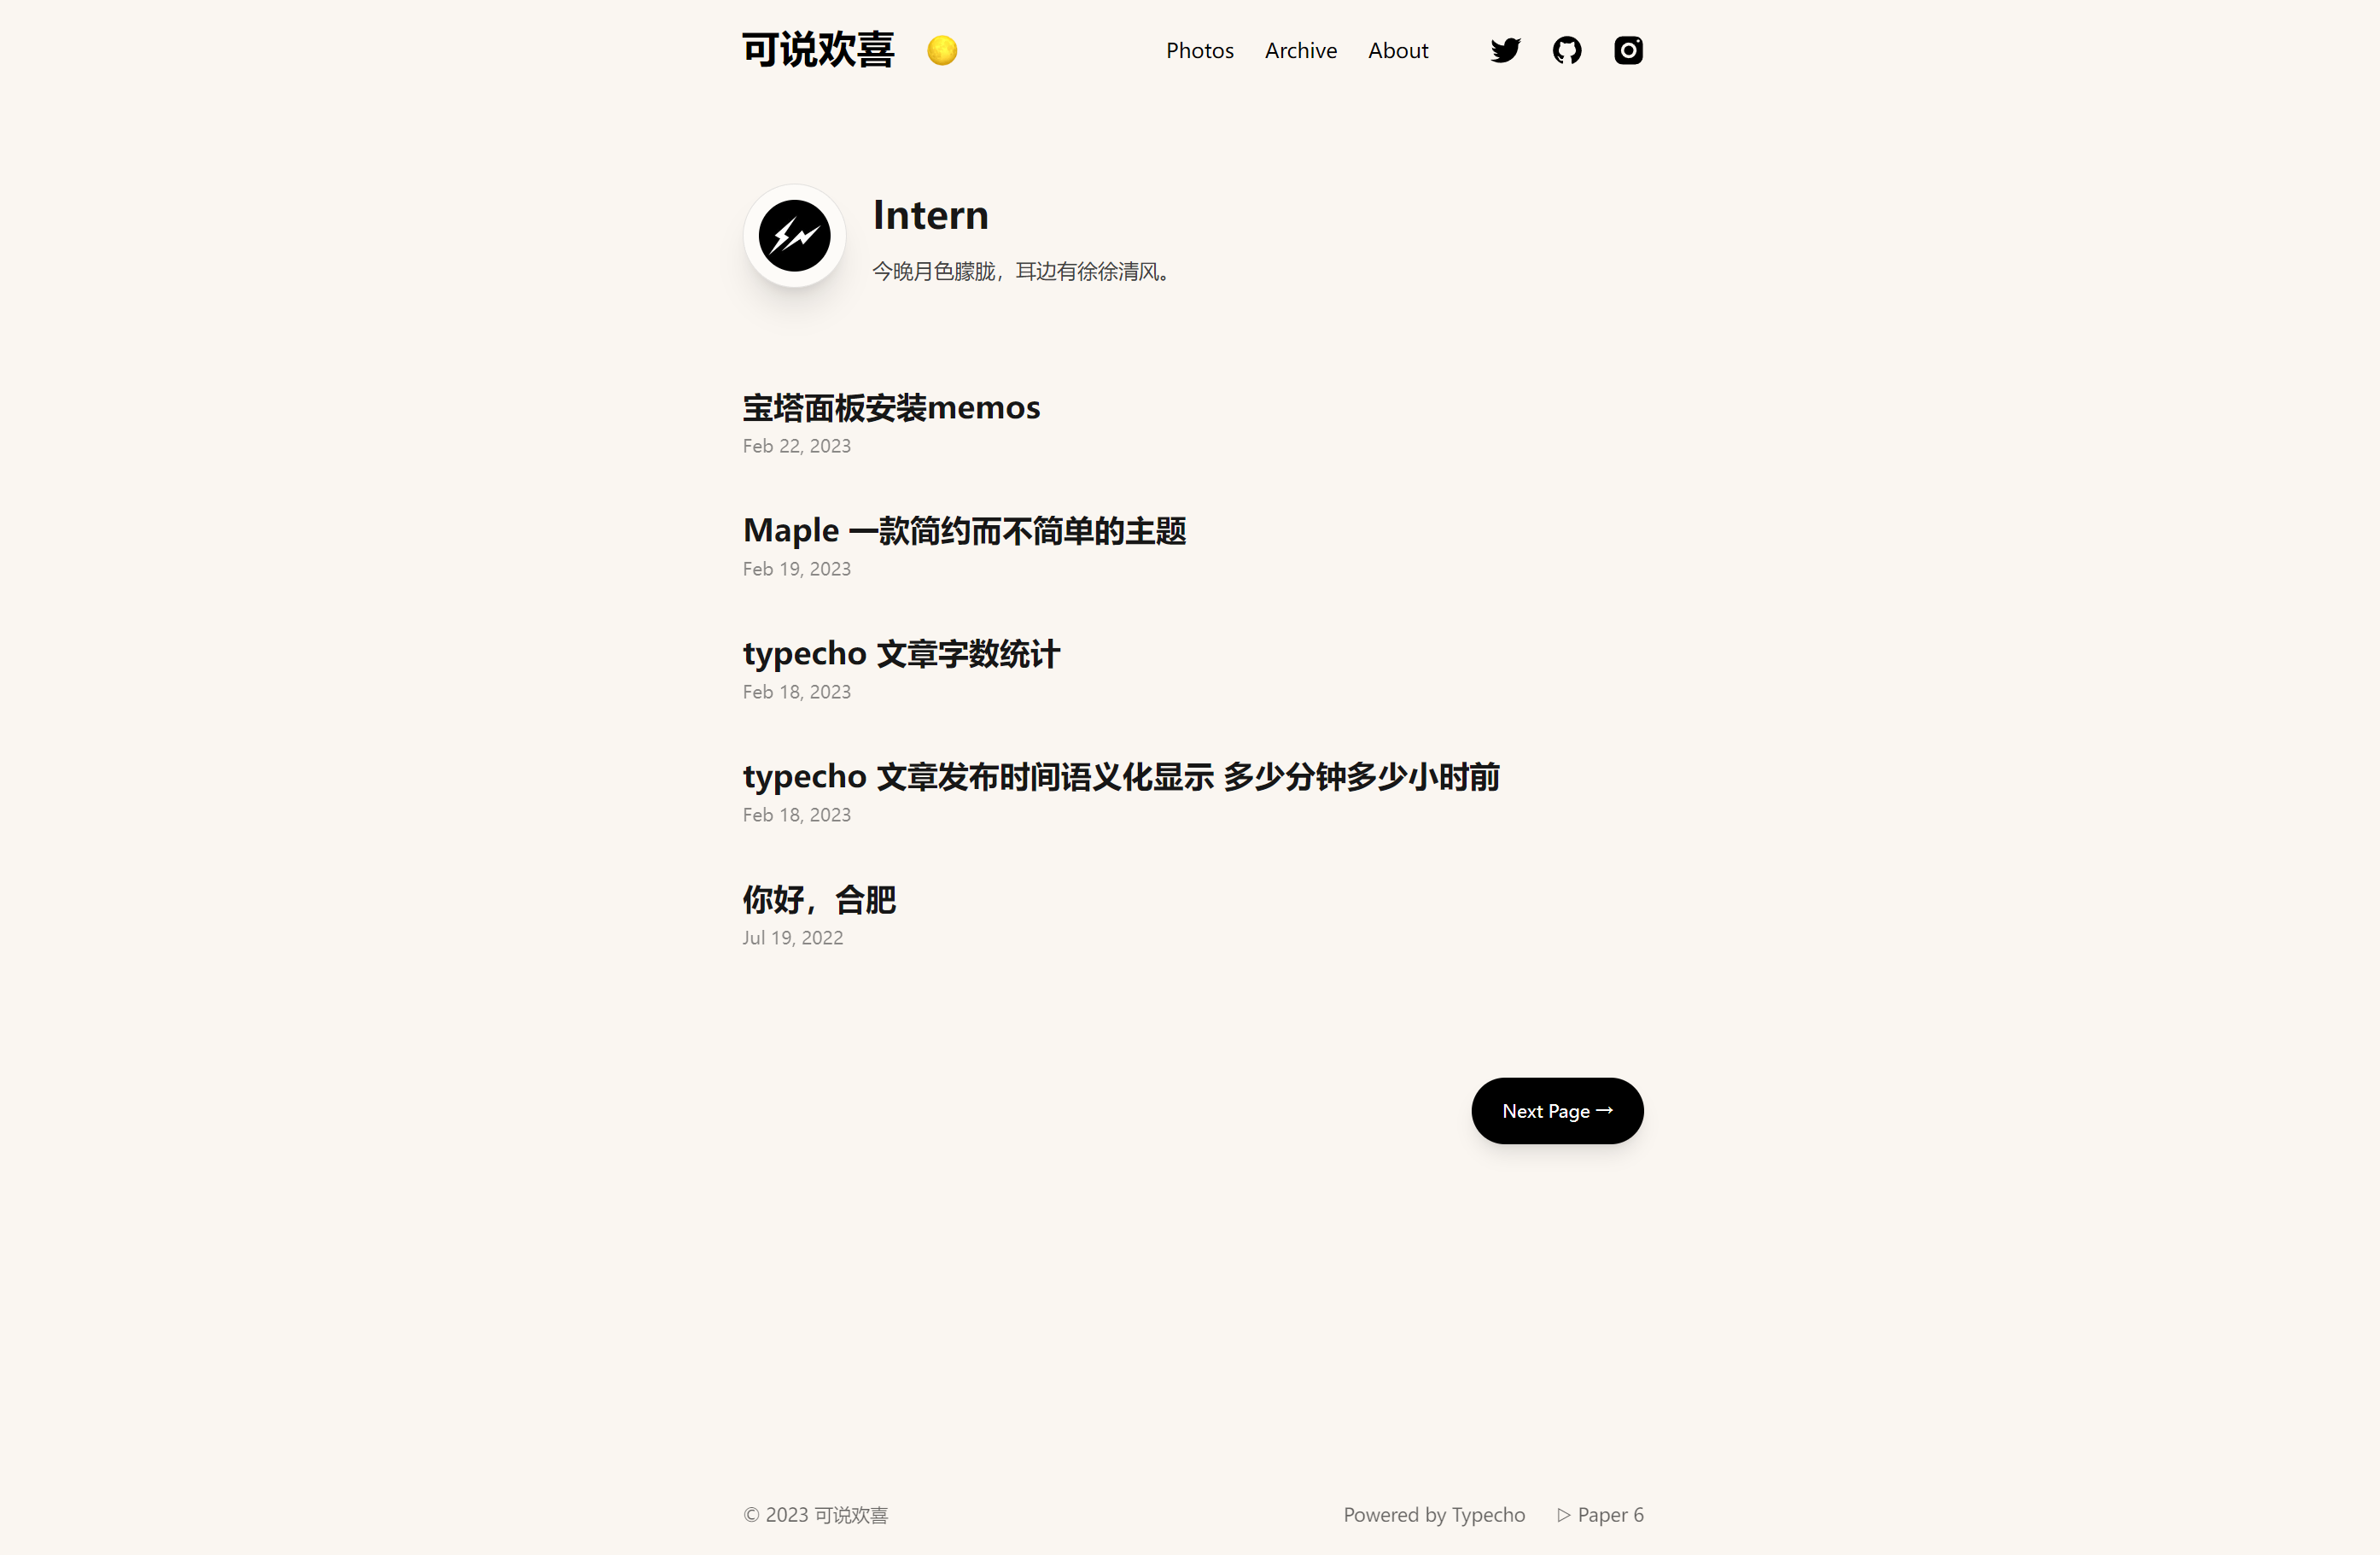 可说欢喜
Photos Archive About
Intern
今晚月色朦胧，耳边有徐徐清风。
宝塔面板安装memos
Feb 22, 2023
Maple 一款简约而不简单的主题
Feb 19, 2023
typecho 文章字数统计
Feb 18, 2023
typecho 文章发布时间语义化显示 多少分钟多少小时前
Feb 18, 2023
你好，合肥
Jul 19, 2022
Next Page →
© 2023 可说欢喜
Powered by Typecho ▷ Paper 6